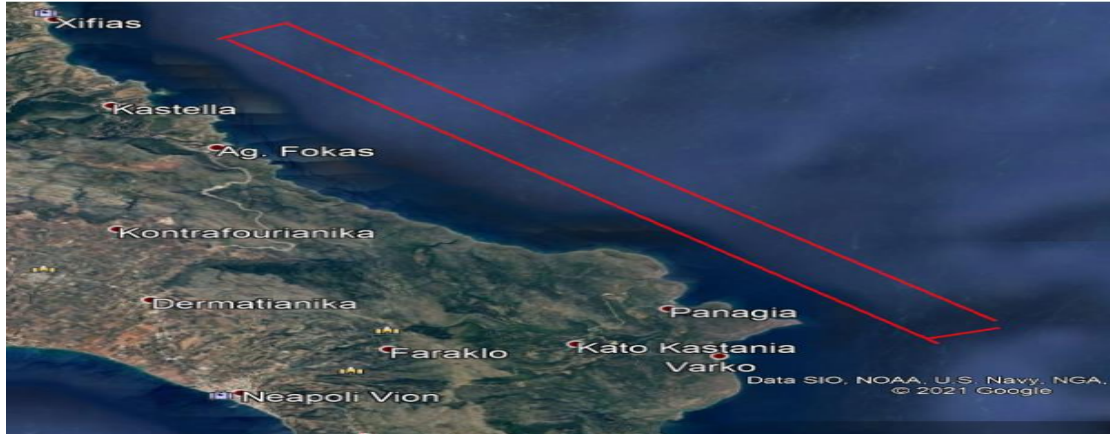 Xifias
Kastella
Ag. Fokas
Kontrafourianika
Dermatianika
Panagia
Faraklo
Kato Kastania
Varko
Neapoli Vion
Data SIO, NOAA, U.S. Navy, NGA,
© 2021 Google